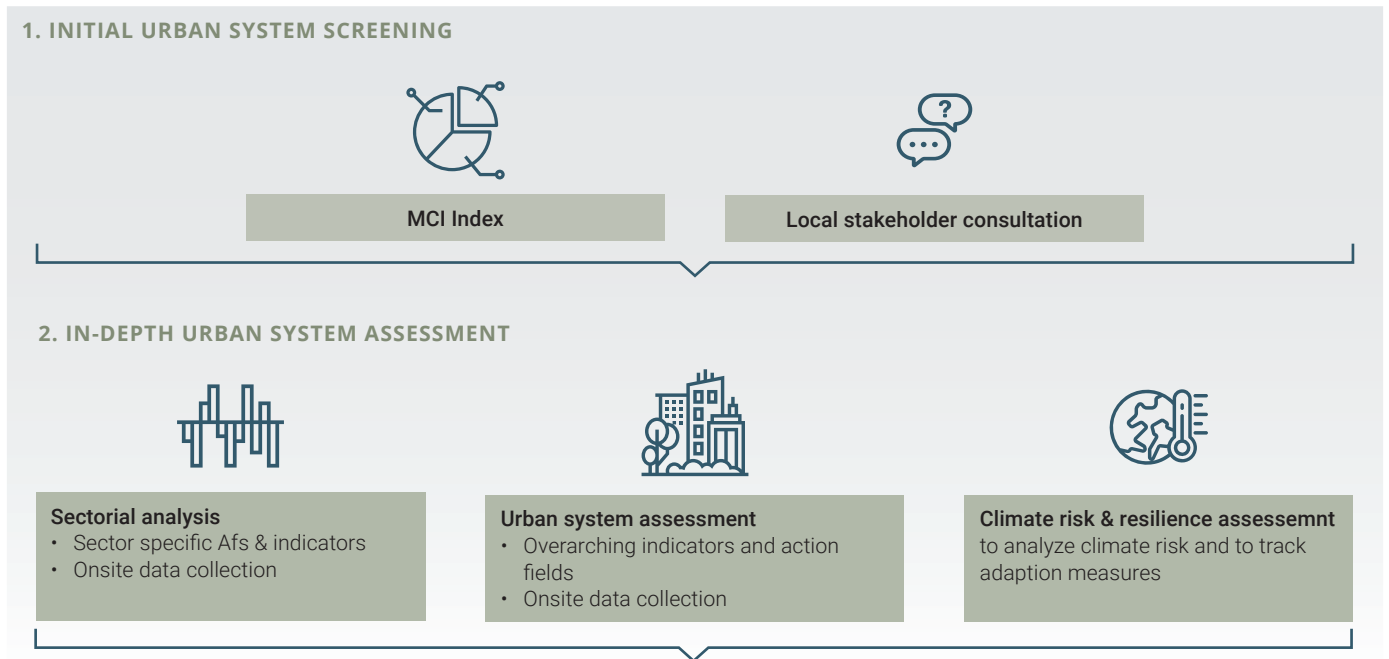 1. INITIAL URBAN SYSTEM SCREENING
?
MCI Index
Local stakeholder consultation
2. IN-DEPTH URBAN SYSTEM ASSESSMENT
Sectorial analysis
• Sector specific Afs & indicators
• Onsite data collection
Urban system assessment
• Overarching indicators and action
fields
• Onsite data collection
Climate risk & resilience assessemnt
to analyze climate risk and to track
adaption measures